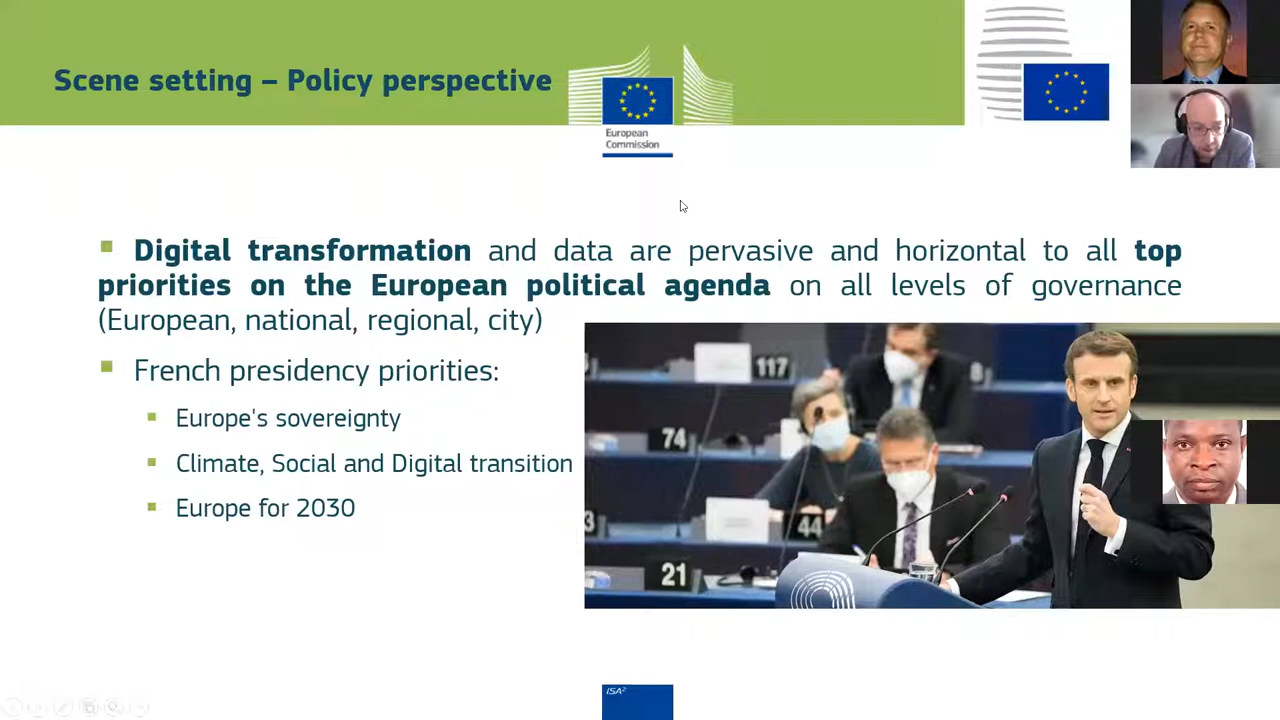 Scene setting – Policy perspective
European
Commission
Digital transformation and data are pervasive and horizontal to all top
priorities on the European political agenda on all levels of governance
(European, national, regional, city)
French presidency priorities:
Europe's sovereignty
Climate, Social and Digital transition
Europe for 2030
117
8
74
3
44
21
ISA²